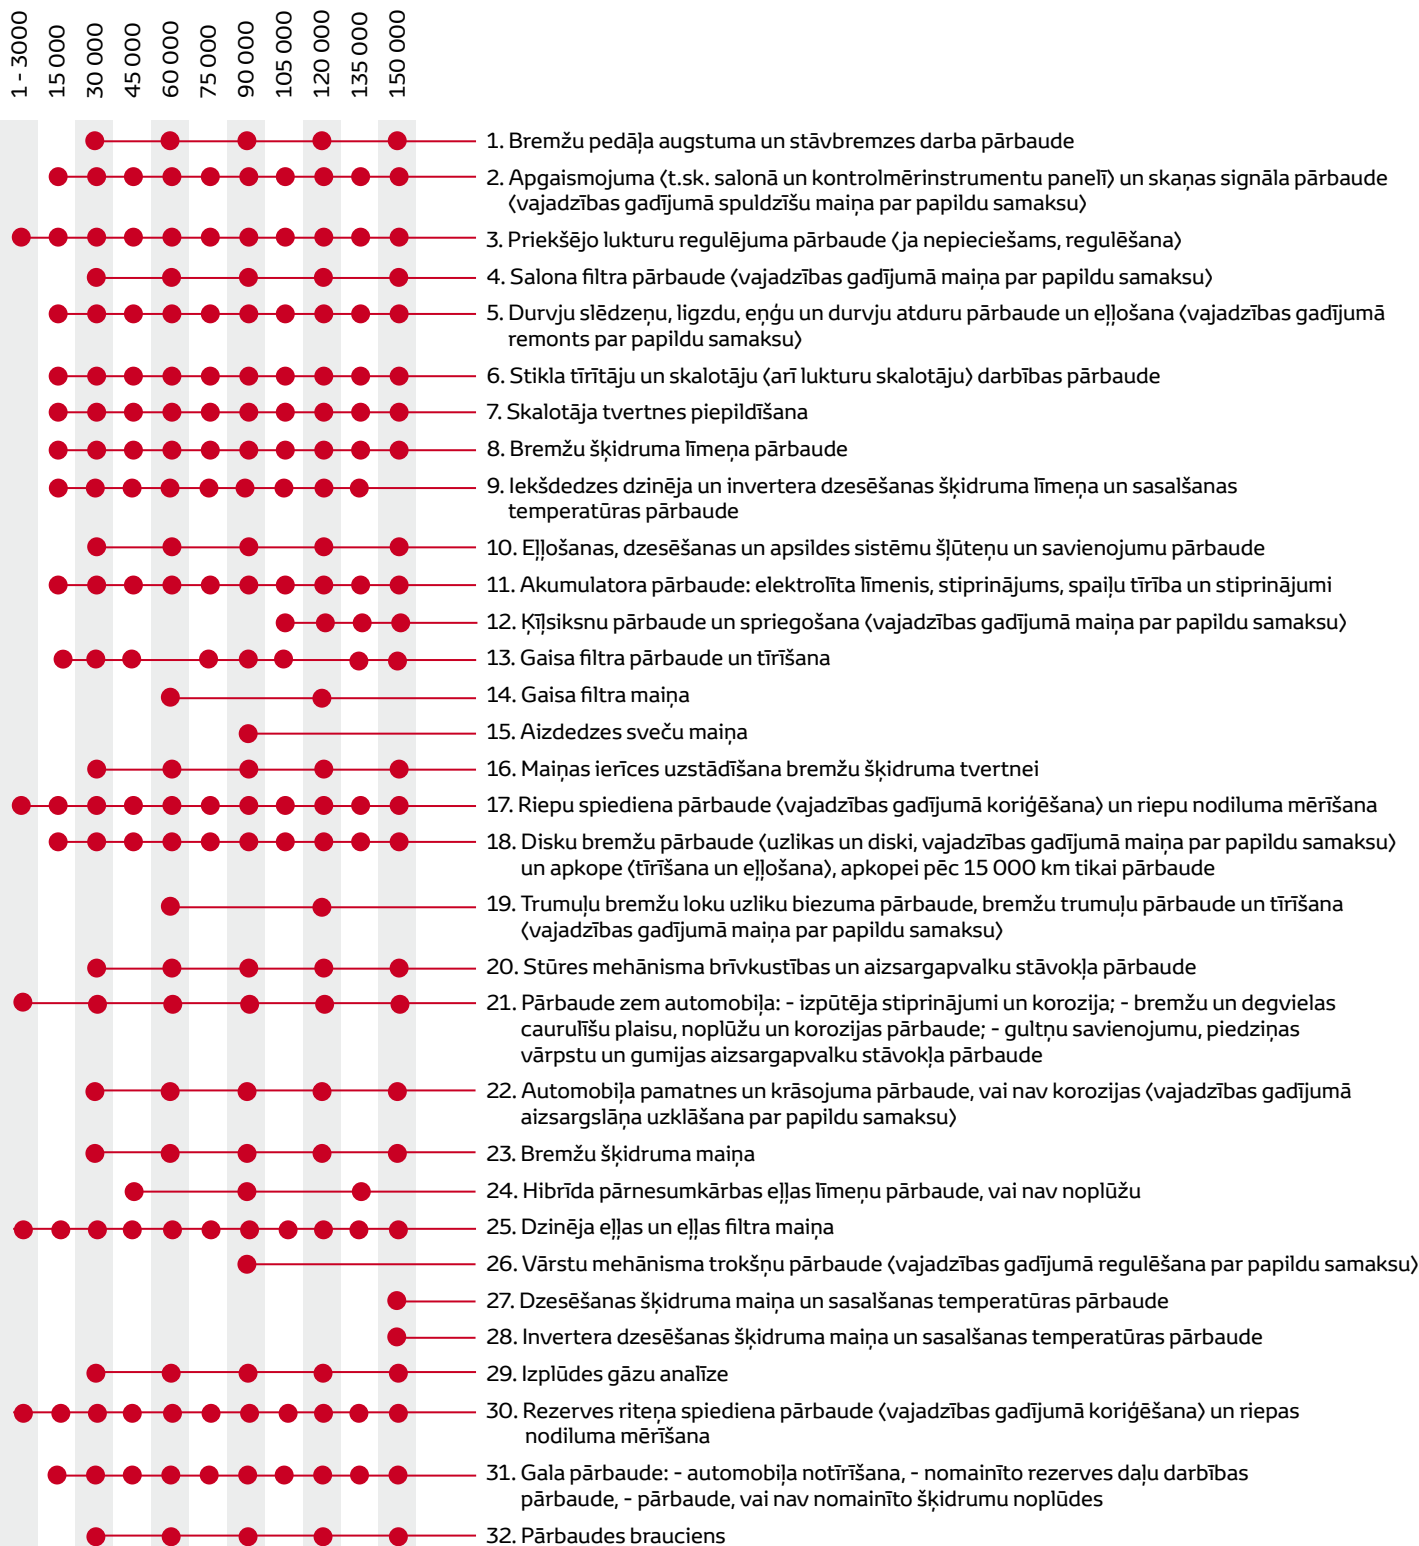 1 - 3000
15 000
30 000
45 000
60 000
75 000
90 000
105 000
120 000
135 000
150 000
1. Bremžu pedāļa augstuma un stāvbremzes darba pārbaude
2. Apgaismojuma (t.sk. salonā un kontrolmērinstrumentu panelī) un skaņas signāla pārbaude
(vajadzības gadījumā spuldzīšu maiņa par papildu samaksu)
3. Priekšējo lukturu regulējuma pārbaude (ja nepieciešams, regulēšana)
4. Salona filtra pārbaude (vajadzības gadījumā maiņa par papildu samaksu)
5. Durvju slēdzeņu, ligzdu, eņģu un durvju atduru pārbaude un eļļošana (vajadzības gadījumā
remonts par papildu samaksu)
6. Stikla tīrītāju un skalotāju (arī lukturu skalotāju) darbības pārbaude
7. Skalotāja tvertnes piepildīšana
8. Bremžu šķidruma līmeņa pārbaude
9. Iekšdedzes dzinēja un invertera dzesēšanas šķidruma līmeņa un sasalšanas
temperatūras pārbaude
10. Eļļošanas, dzesēšanas un apsildes sistēmu šļūteņu un savienojumu pārbaude
11. Akumulatora pārbaude: elektrolīta līmenis, stiprinājums, spaiļu tīrība un stiprinājumi
12. Ķīļsiksnu pārbaude un spriegošana (vajadzības gadījumā maiņa par papildu samaksu)
13. Gaisa filtra pārbaude un tīrīšana
14. Gaisa filtra maiņa
15. Aizdedzes sveču maiņa
16. Maiņas ierīces uzstādīšana bremžu šķidruma tvertnei
17. Riepu spiediena pārbaude (vajadzības gadījumā koriģēšana) un riepu nodiluma mērīšana
18. Disku bremžu pārbaude (uzlikas un diski, vajadzības gadījumā maiņa par papildu samaksu)
un apkope (tīrīšana un eļļošana), apkopei pēc 15 000 km tikai pārbaude
19. Trumuļu bremžu loku uzliku biezuma pārbaude, bremžu trumuļu pārbaude un tīrīšana
(vajadzības gadījumā maiņa par papildu samaksu)
20. Stūres mehānisma brīvkustības un aizsargapvalku stāvokļa pārbaude
21. Pārbaude zem automobiļa: - izpūtēja stiprinājumi un korozija; - bremžu un degvielas
caurulīšu plaisu, noplūžu un korozijas pārbaude; - gultņu savienojumu, piedziņas
vārpstu un gumijas aizsargapvalku stāvokļa pārbaude
22. Automobiļa pamatnes un krāsojuma pārbaude, vai nav korozijas (vajadzības gadījumā
aizsargslāņa uzklāšana par papildu samaksu)
23. Bremžu šķidruma maiņa
24. Hibrīda pārnesumkārbas eļļas līmeņu pārbaude, vai nav noplūžu
25. Dzinēja eļļas un eļļas filtra maiņa
26. Vārstu mehānisma trokšņu pārbaude (vajadzības gadījumā regulēšana par papildu samaksu)
27. Dzesēšanas šķidruma maiņa un sasalšanas temperatūras pārbaude
28. Invertera dzesēšanas šķidruma maiņa un sasalšanas temperatūras pārbaude
29. Izplūdes gāzu analīze
30. Rezerves riteņa spiediena pārbaude (vajadzības gadījumā koriģēšana) un riepas
nodiluma mērīšana
31. Gala pārbaude: - automobiļa notīrīšana, - nomainīto rezerves daļu darbības
pārbaude, - pārbaude, vai nav nomainīto šķidrumu noplūdes
32. Pārbaudes brauciens